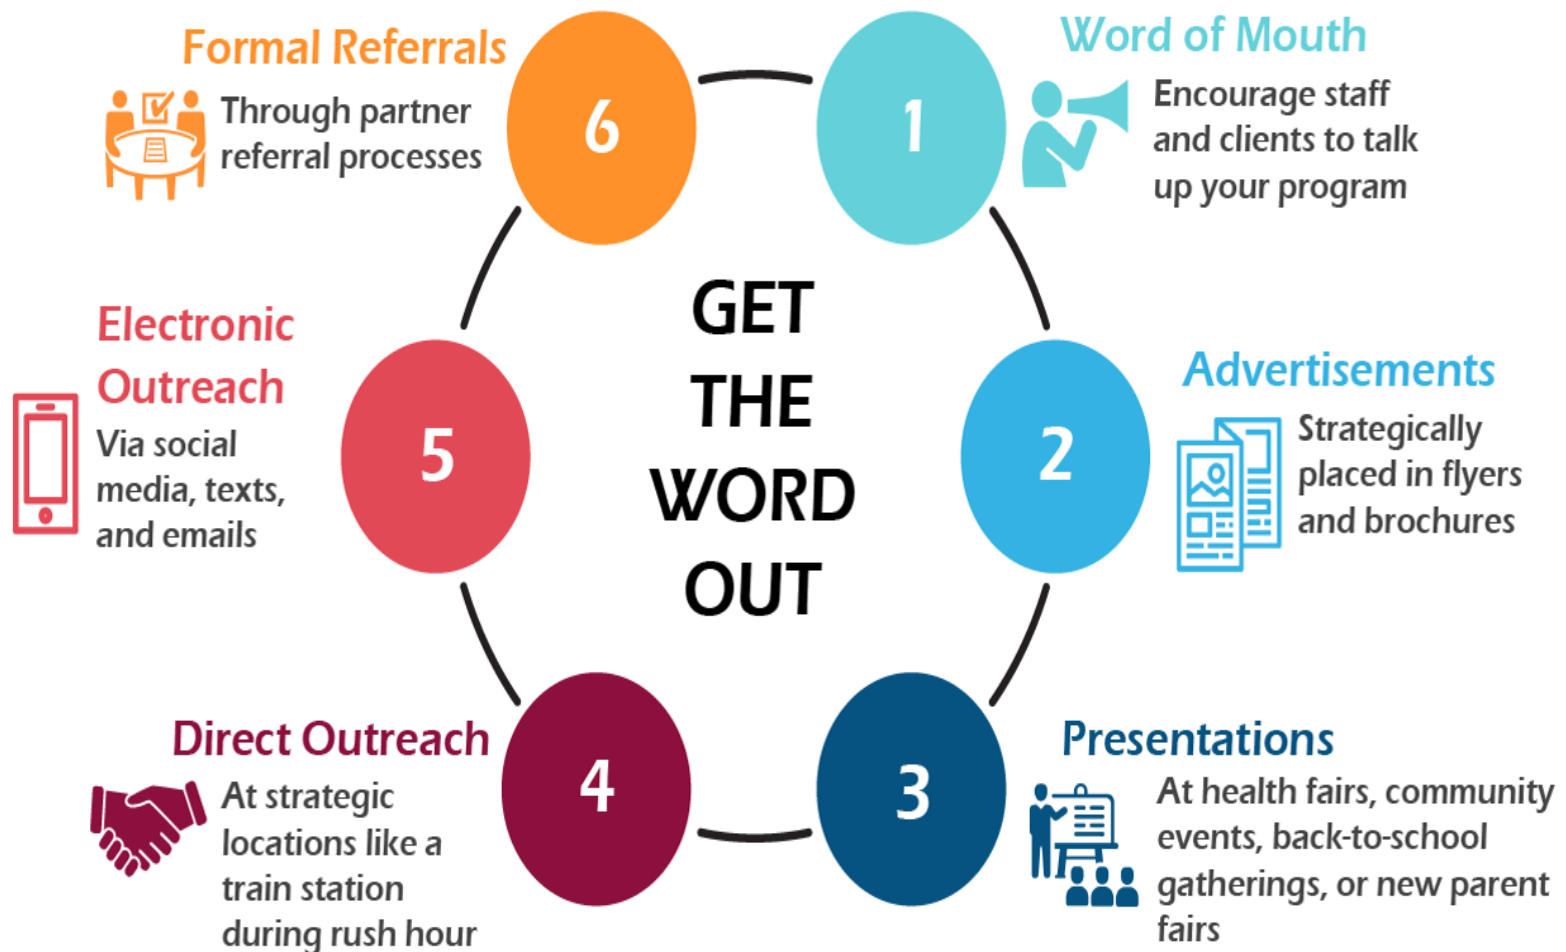 GET
THE
WORD
OUT
1
Word of Mouth
Encourage staff
and clients to talk
up your program
2
Advertisements
Strategically
placed in flyers
and brochures
3
Presentations
At health fairs, community
events, back-to-school
gatherings, or new parent
fairs
4
Direct Outreach
At strategic
locations like a
train station
during rush hour
5
Electronic
Outreach
Via social
media, texts,
and emails
6
Formal Referrals
Through partner
referral processes